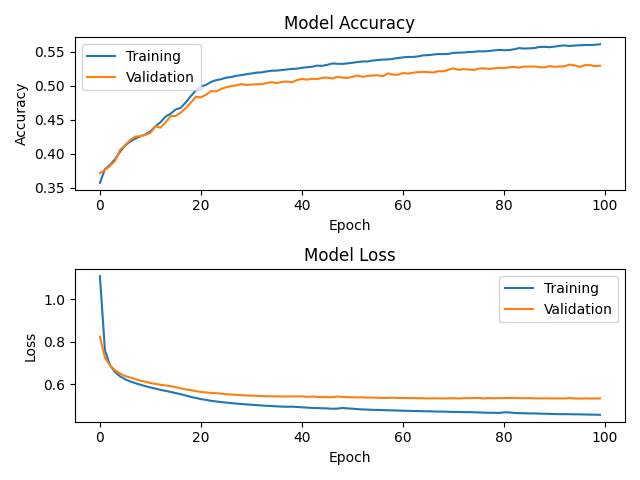 Model Accuracy
0.55
0.50
0.45
0.40
0.35
Accuracy
Training
Validation
0 20 40 60 80 100
Epoch
Model Loss
1.0
0.8
0.6
Loss
Training
Validation
0 20 40 60 80 100
Epoch